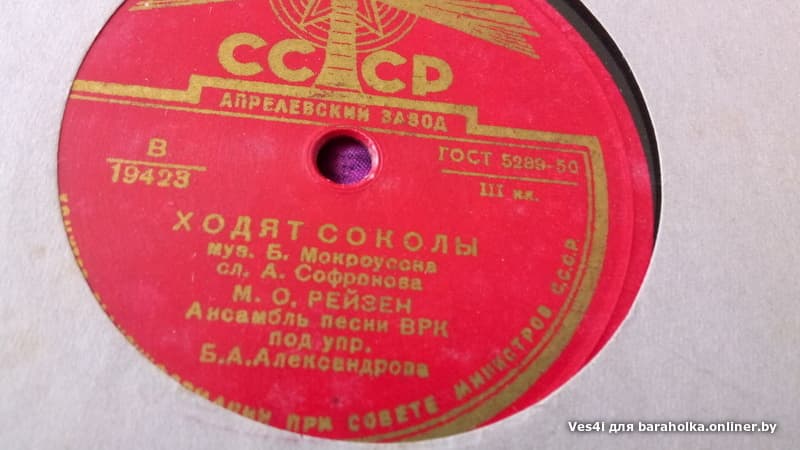 СССР
АПРЕЛЕВСКИЙ ЗАВОД
В
19423
ГОСТ 5289-50
III кл.
ХОДЯТ СОКОЛЫ
муз. Б. Мокроусова
сл. А. Софронова
М. О. РЕЙЗЕН
Ансамбль песни ВРК
под упр.
Б.А.Александрова
ПРИ СОВЕТЕ МИНИСТРОВ СССР
Ves4l для baraholka.onliner.by